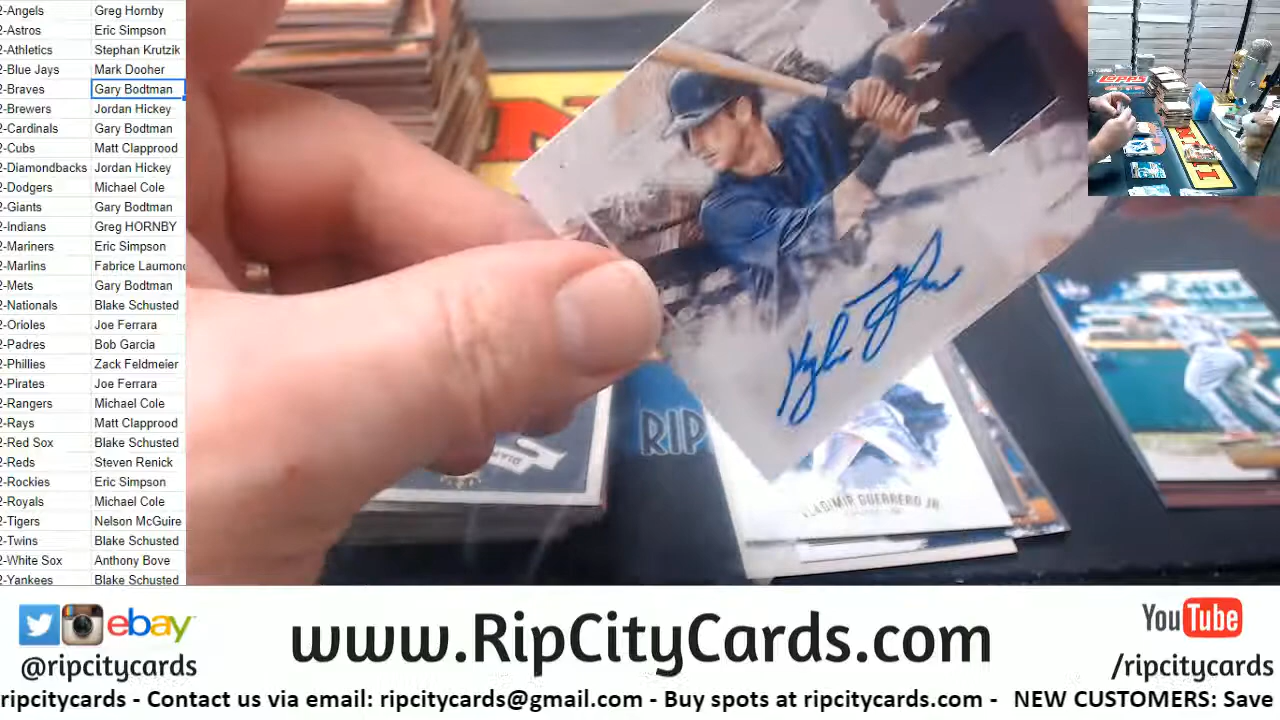 2-Angels Greg Hornby
2-Astros Eric Simpson
2-Athletics Stephan Krutzik
2-Blue Jays Mark Dooher
2-Braves Gary Bodtman
2-Brewers Jordan Hickey
2-Cardinals Gary Bodtman
2-Cubs Matt Clapprood
2-Diamondbacks Jordan Hickey
2-Dodgers Michael Cole
2-Giants Gary Bodtman
2-Indians Greg HORNBY
2-Mariners Eric Simpson
2-Marlins Fabrice Laumond
2-Mets Gary Bodtman
2-Nationals Blake Schusted
2-Orioles Joe Ferrara
2-Padres Bob Garcia
2-Phillies Zack Feldmeier
2-Pirates Joe Ferrara
2-Rangers Michael Cole
2-Rays Matt Clapprood
2-Red Sox Blake Schusted
2-Reds Steven Renick
2-Rockies Eric Simpson
2-Royals Michael Cole
2-Tigers Nelson McGuire
2-Twins Blake Schusted
2-White Sox Anthony Bove
2-Yankees Blake Schusted
Topps
Kyle
RIP
VLADIMIR GUERRERO JR.
ebay
@ripcitycards
www.RipCityCards.com
YouTube
/ripcitycards
ripcitycards - Contact us via email: ripcitycards@gmail.com - Buy spots at ripcitycards.com - NEW CUSTOMERS: Save